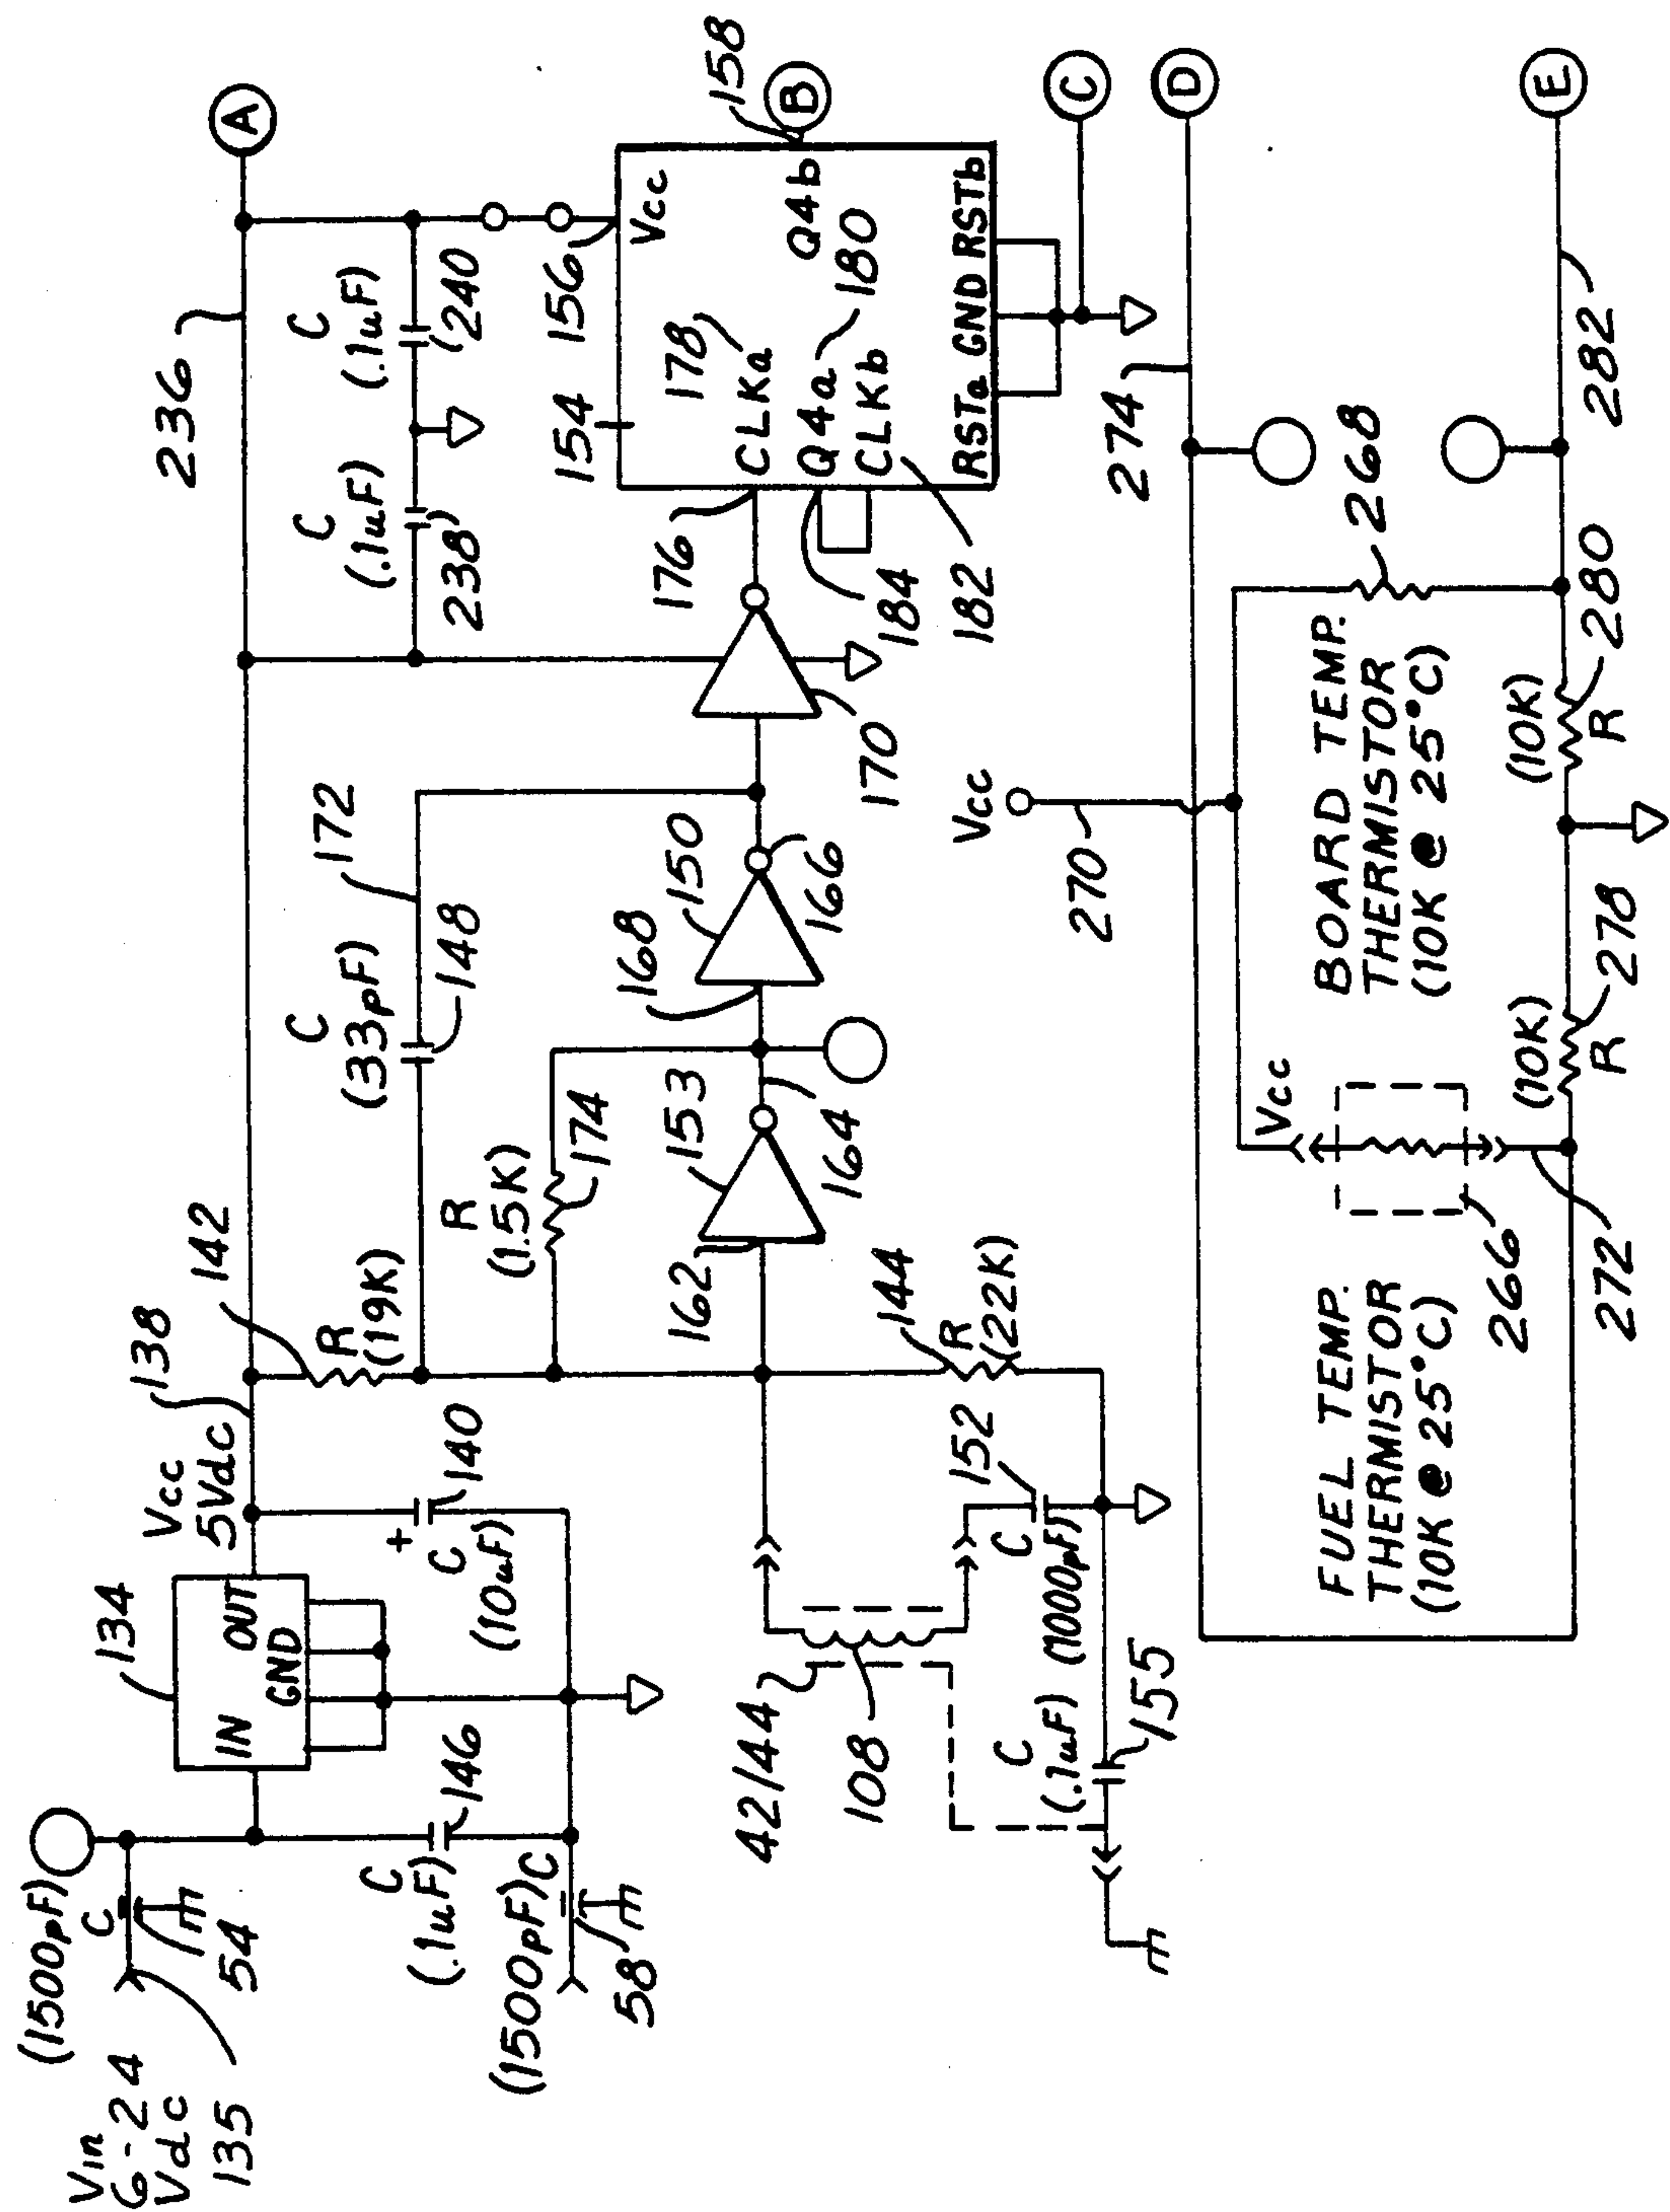 Vin
6-24
Vdc
135
(1500pF)
C
54
C
(.1uF)
146
(1500pF) C
58
134
IN
OUT
GND
Vcc
5Vdc
138
142
+
C
(10uF)
140
R
(19K)
C
(33pF)
148
172
R
(1.5K)
174
42/44
108
C
(1000pF)
152
C
(.1uF)
155
144
R
(22K)
162
153
164
168
150
166
170
236
C
(.1uF)
238
C
(.1uF)
240
A
154
156
158
B
Vcc
176
178
CLKa
Q4a
CLKb
180
Q4b
184
182
RSTa
GND
RSTb
C
274
D
Vcc
270
Vcc
FUEL TEMP.
THERMISTOR
(10K @ 25°C)
266
272
(10K)
R
278
BOARD TEMP.
THERMISTOR
(10K @ 25°C)
268
(10K)
R
280
282
E